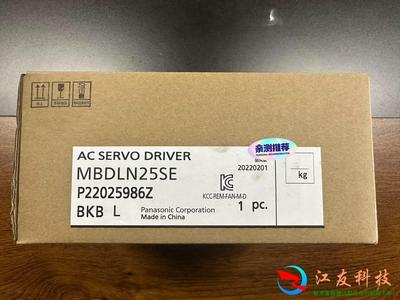 亲测推荐
AC SERVO DRIVER
MBDLN25SE
P22025986Z
BKB L
20220201
KCC-REM-FAN-M-D
Panasonic Corporation
Made in China
1 pc.
kg
江友科技